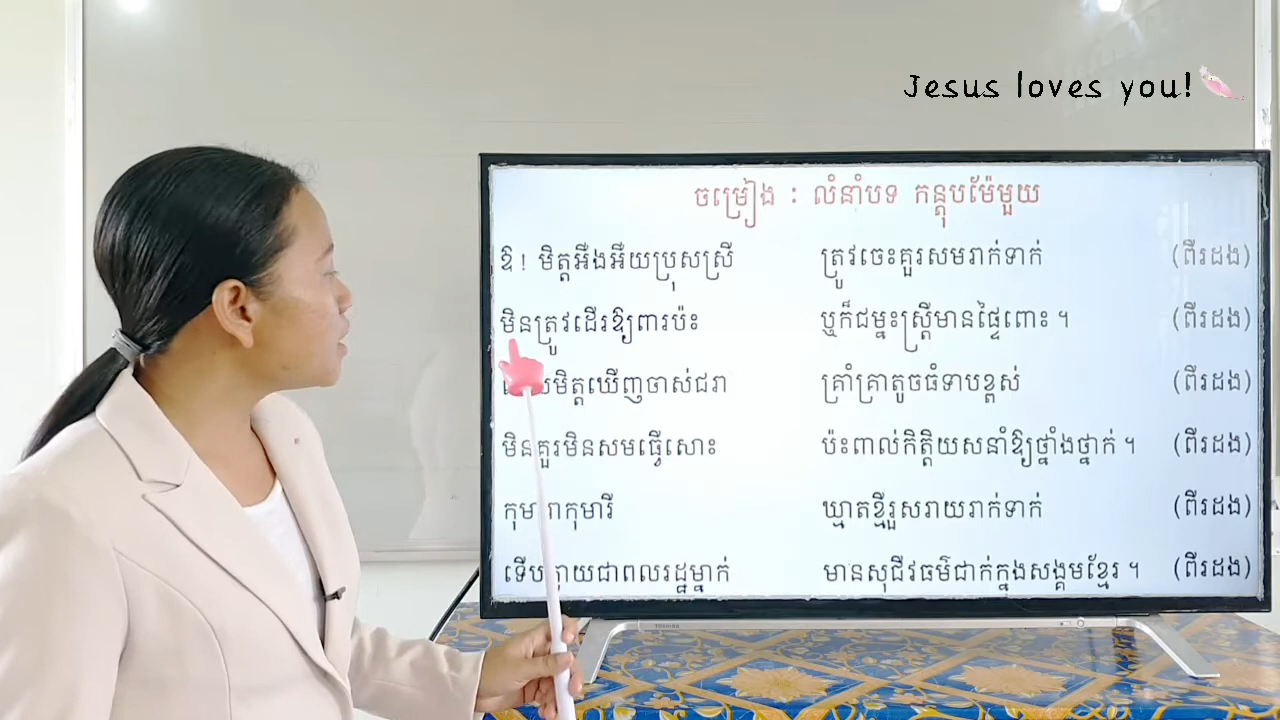 Jesus loves you!
ចម្រៀង ៖ លំនាំបទ កន្តុបម៉ែមួយ
ឱ ! មិត្តអឺងអឺយប្រុសស្រី ត្រូវចេះគួរសមរាក់ទាក់ (ពីរដង)
មិនត្រូវដើរឱ្យពារប៉ះ ឬក៏ជម្នះស្ត្រីមានផ្ទៃពោះ ។ (ពីរដង)
មិត្តឃើញចាស់ជរា គ្រាំគ្រាតូចធំទាបខ្ពស់ (ពីរដង)
មិនគួរមិនសមធ្វើសោះ ប៉ះពាល់កិត្តិយសនាំឱ្យថ្នាំងថ្នាក់ ។ (ពីរដង)
កុមារាកុមារី ឃ្មាតខ្មីរួសរាយរាក់ទាក់ (ពីរដង)
ទើបក្លាយជាពលរដ្ឋម្នាក់ មានសុជីវធម៌ជាក់ក្នុងសង្គមខ្មែរ ។ (ពីរដង)
TOSHIBA